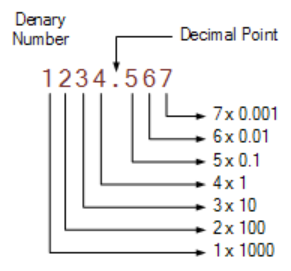 Denary
Number
Decimal Point
1234.567
7 x 0.001
6 x 0.01
5 x 0.1
4 x 1
3 x 10
2 x 100
1 x 1000